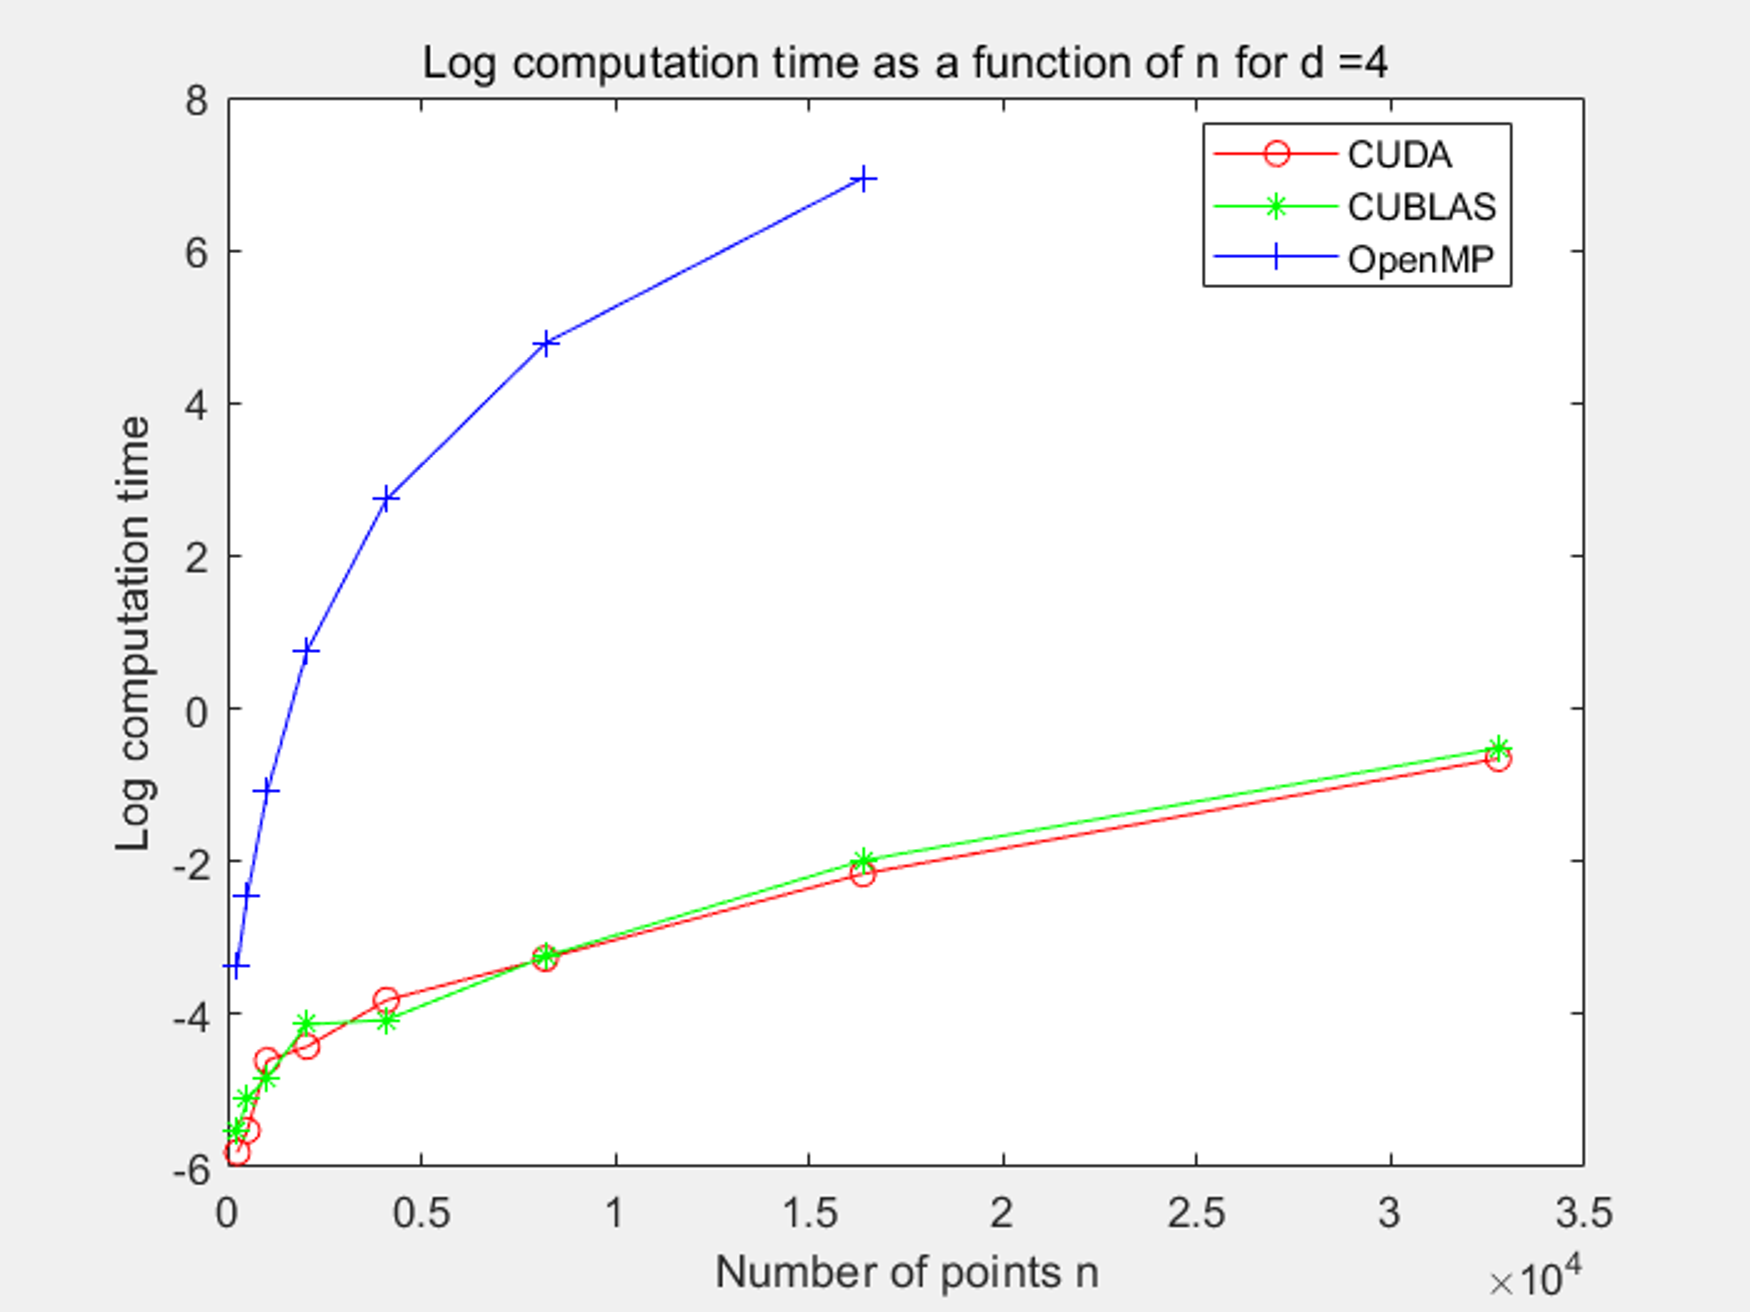 Log computation time as a function of n for d =4
8
6
4
2
0
-2
-4
-6
Log computation time
CUDA
CUBLAS
OpenMP
0 0.5 1 1.5 2 2.5 3 3.5
Number of points n
×10⁴